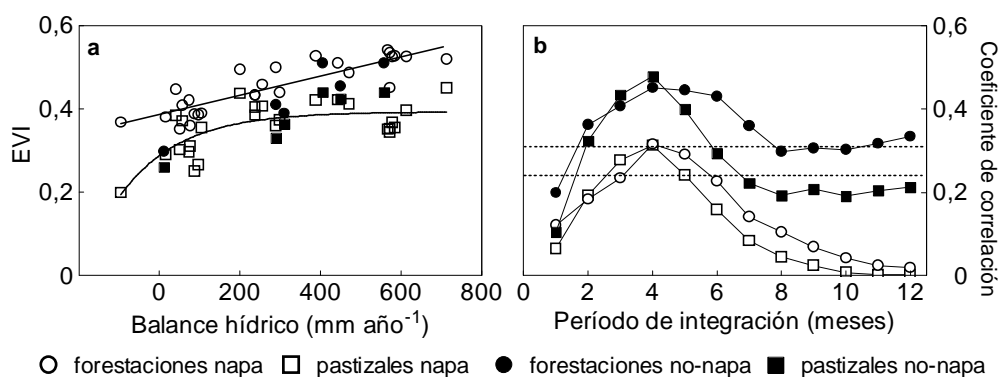 a
b
EVI
0,6
0,4
0,2
0
0 200 400 600 800
Balance hídrico (mm año-1)
0 2 4 6 8 10 12
Período de integración (meses)
0,6
0,4
0,2
0
Coeficiente de correlación
forestaciones napa pastizales napa forestaciones no-napa pastizales no-napa